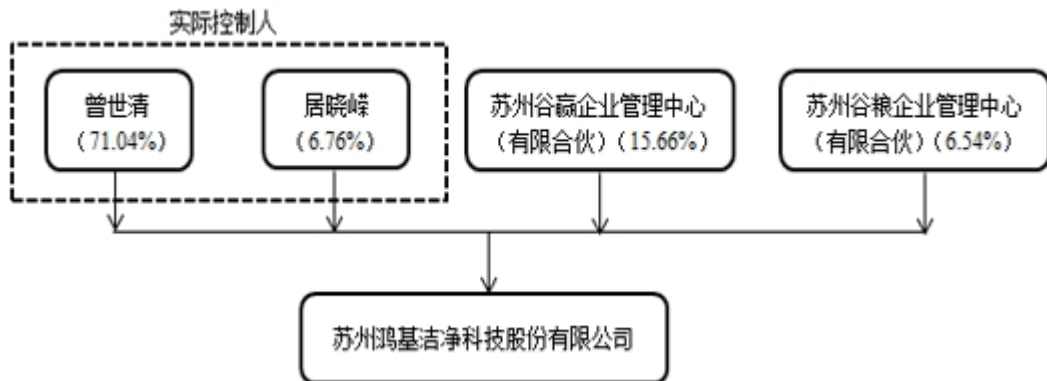 实际控制人
曾世清
（71.04%）
居晓嵘
（6.76%）
苏州谷赢企业管理中心
（有限合伙）（15.66%）
苏州谷粮企业管理中心
（有限合伙）（6.54%）
苏州鸿基洁净科技股份有限公司